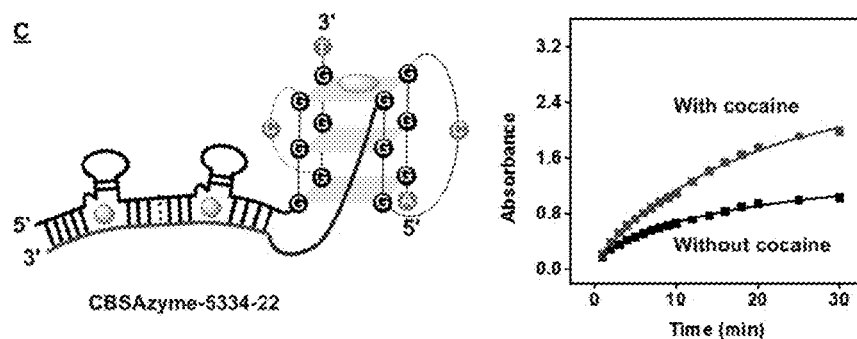 C
3'
G G
G G
G G
G G
G G
G G
5'
5'
3'
CBSAzyme-5334-22
3.2
2.4
1.6
0.8
0.0
Absorbance
With cocaine
Without cocaine
0 10 20 30
Time (min)